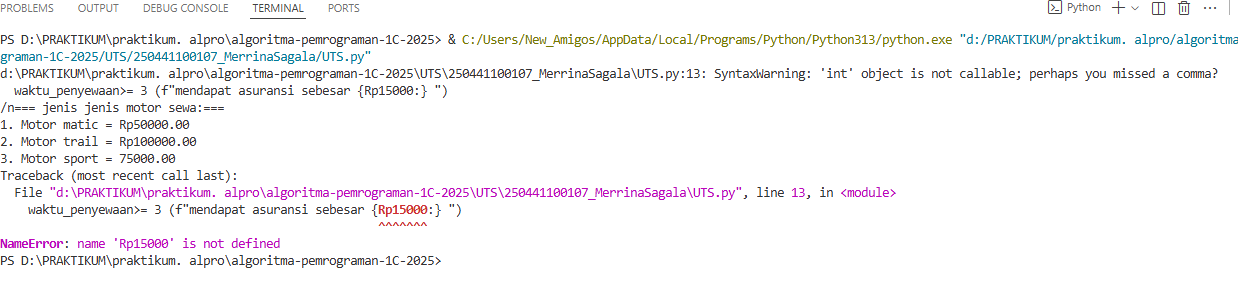 PROBLEMS OUTPUT DEBUG CONSOLE TERMINAL PORTS Python
PS D:\PRAKTIKUM\praktikum. alpro\algoritma-pemrograman-1C-2025> & C:/Users/New_Amigos/AppData/Local/Programs/Python/Python313/python.exe "d:/PRAKTIKUM/praktikum. alpro/algoritma
graman-1C-2025/UTS/250441100107_MerrinaSagala/UTS.py"
d:\PRAKTIKUM\praktikum. alpro\algoritma-pemrograman-1C-2025\UTS\250441100107_MerrinaSagala\UTS.py:13: SyntaxWarning: 'int' object is not callable; perhaps you missed a comma?
  waktu_penyewaan>= 3 (f"mendapat asuransi sebesar {Rp15000:} ")
/n=== jenis jenis motor sewa:===
1. Motor matic = Rp50000.00
2. Motor trail = Rp100000.00
3. Motor sport = 75000.00
Traceback (most recent call last):
  File "d:\PRAKTIKUM\praktikum. alpro\algoritma-pemrograman-1C-2025\UTS\250441100107_MerrinaSagala\UTS.py", line 13, in <module>
    waktu_penyewaan>= 3 (f"mendapat asuransi sebesar {Rp15000:} ")
                                                      ^^^^^^^
NameError: name 'Rp15000' is not defined
PS D:\PRAKTIKUM\praktikum. alpro\algoritma-pemrograman-1C-2025>